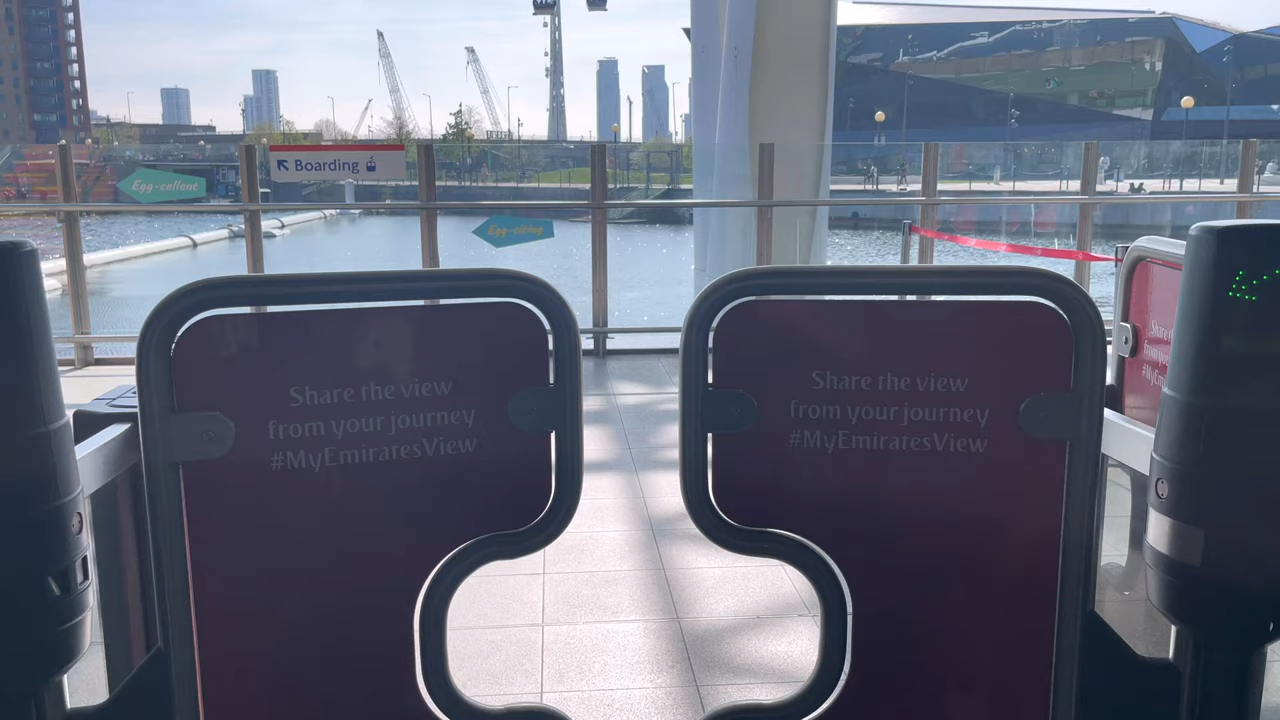 Boarding
Egg-cellent
Egg-citing
Share the view
from your journey
#MyEmiratesView
Share the view
from your journey
#MyEmiratesView